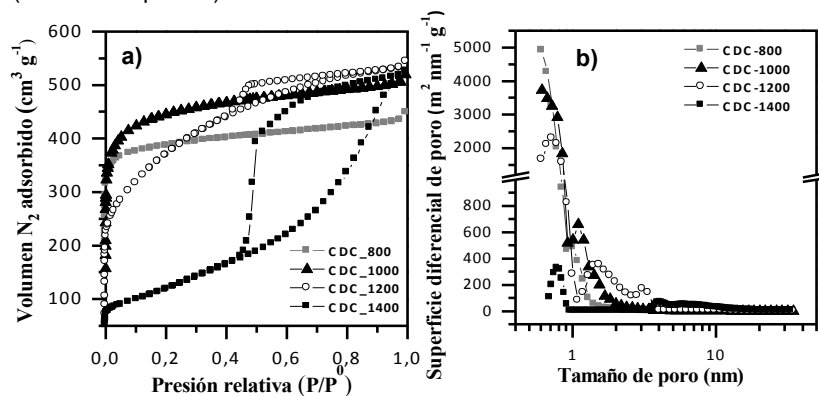 a)
Volumen N₂ adsorbido (cm³ g⁻¹)
600
500
400
300
200
100
CDC_800
CDC_1000
CDC_1200
CDC_1400
0,0 0,2 0,4 0,6 0,8 1,0
Presión relativa (P/P⁰)
b)
Superficie diferencial de poro (m² nm⁻¹ g⁻¹)
5000
4000
3000
2000
800
600
400
200
0
CDC-800
CDC-1000
CDC-1200
CDC-1400
1 10
Tamaño de poro (nm)